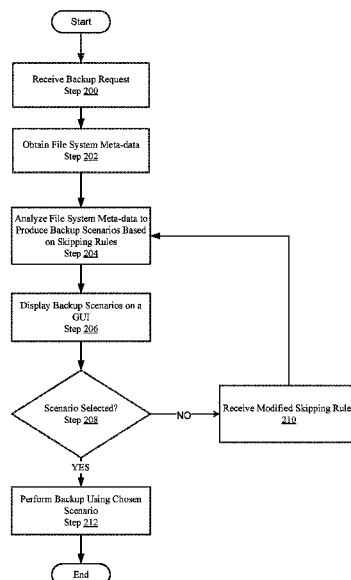 Start
Receive Backup Request
Step 200
Obtain File System Meta-data
Step 202
Analyze File System Meta-data to
Produce Backup Scenarios Based
on Skipping Rules
Step 204
Display Backup Scenarios on a
GUI
Step 206
Scenario Selected?
Step 208
NO
Receive Modified Skipping Rule
210
YES
Perform Backup Using Chosen
Scenario
Step 212
End